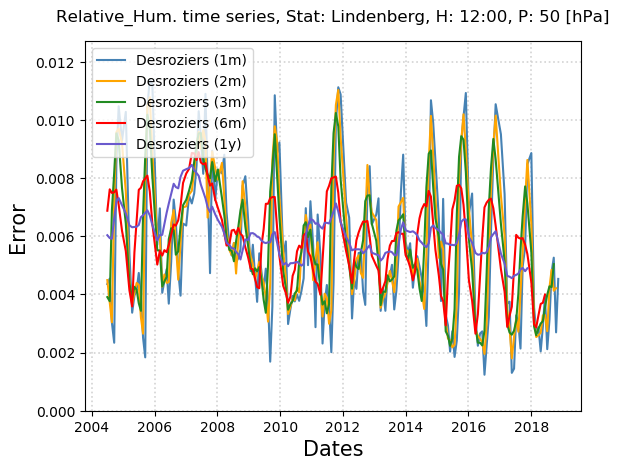 Relative_Hum. time series, Stat: Lindenberg, H: 12:00, P: 50 [hPa]
Desroziers (1m)
Desroziers (2m)
Desroziers (3m)
Desroziers (6m)
Desroziers (1y)
Error
0.012
0.010
0.008
0.006
0.004
0.002
0.000
2004 2006 2008 2010 2012 2014 2016 2018
Dates